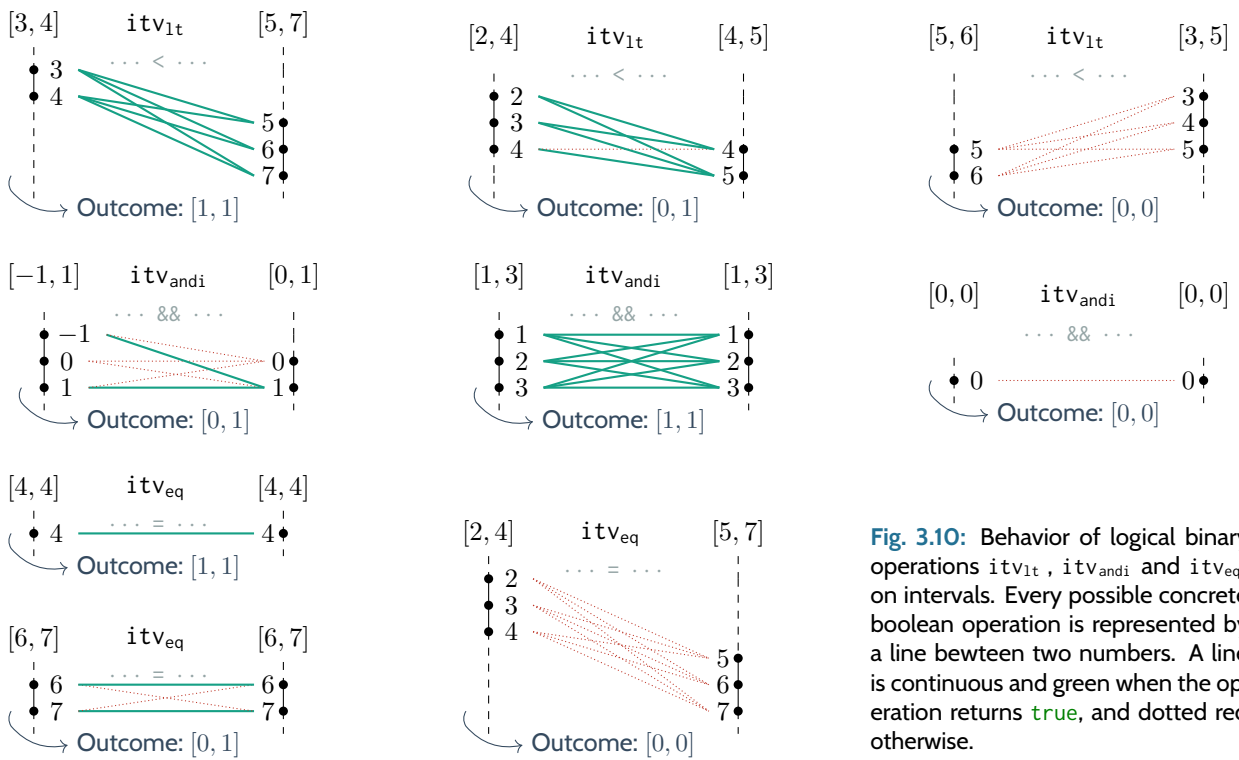 [3, 4] itv_lt [5, 7]
··· < ···
3
4
5
6
7
Outcome: [1, 1]
[2, 4] itv_lt [4, 5]
··· < ···
2
3
4 4
5
Outcome: [0, 1]
[5, 6] itv_lt [3, 5]
··· < ···
3
4
5 5
6
Outcome: [0, 0]
[−1, 1] itv_andi [0, 1]
··· && ···
−1
0 0
1 1
Outcome: [0, 1]
[1, 3] itv_andi [1, 3]
··· && ···
1 1
2 2
3 3
Outcome: [1, 1]
[0, 0] itv_andi [0, 0]
··· && ···
0 0
Outcome: [0, 0]
[4, 4] itv_eq [4, 4]
··· = ···
4 4
Outcome: [1, 1]
[6, 7] itv_eq [6, 7]
··· = ···
6 6
7 7
Outcome: [0, 1]
[2, 4] itv_eq [5, 7]
··· = ···
2
3
4
5
6
7
Outcome: [0, 0]
Fig. 3.10: Behavior of logical binary
operations itv_lt , itv_andi and itv_eq
on intervals. Every possible concrete
boolean operation is represented by
a line bewteen two numbers. A line
is continuous and green when the op-
eration returns true, and dotted red
otherwise.